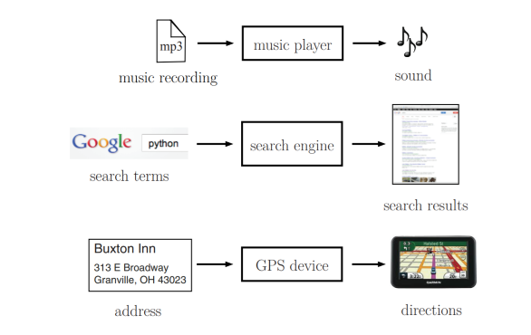 mp3
music player
music recording
sound
Google
python
search engine
search terms
search results
Buxton Inn
313 E Broadway
Granville, OH 43023
GPS device
address
directions